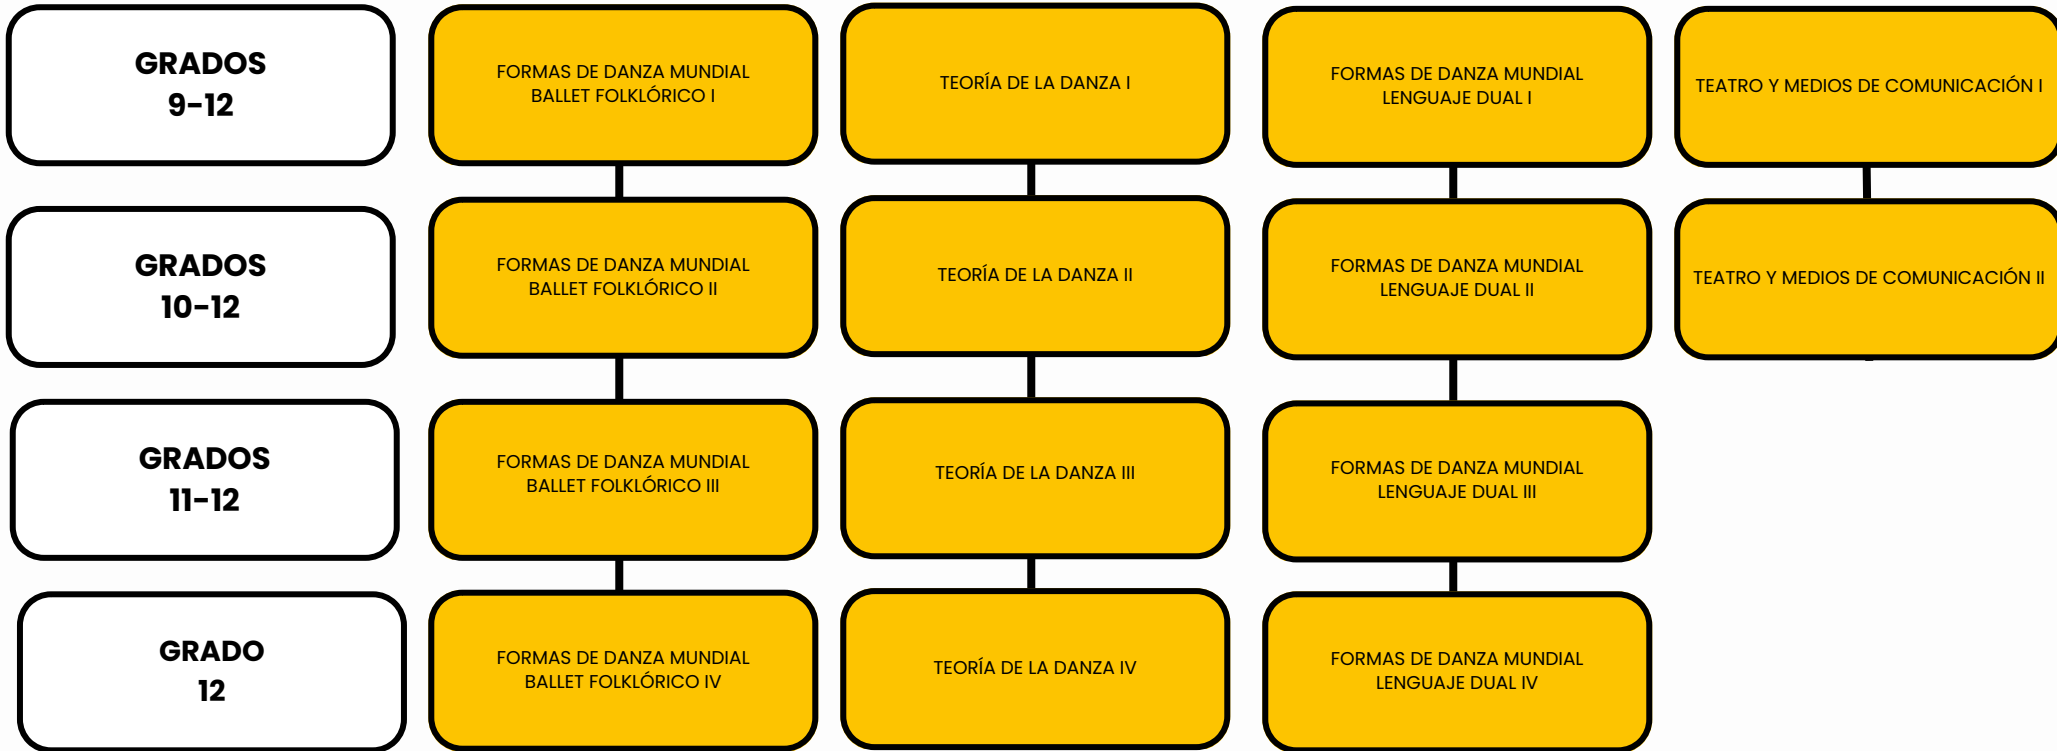 GRADOS
9-12
FORMAS DE DANZA MUNDIAL
BALLET FOLKLÓRICO I
TEORÍA DE LA DANZA I
FORMAS DE DANZA MUNDIAL
LENGUAJE DUAL I
TEATRO Y MEDIOS DE COMUNICACIÓN I
GRADOS
10-12
FORMAS DE DANZA MUNDIAL
BALLET FOLKLÓRICO II
TEORÍA DE LA DANZA II
FORMAS DE DANZA MUNDIAL
LENGUAJE DUAL II
TEATRO Y MEDIOS DE COMUNICACIÓN II
GRADOS
11-12
FORMAS DE DANZA MUNDIAL
BALLET FOLKLÓRICO III
TEORÍA DE LA DANZA III
FORMAS DE DANZA MUNDIAL
LENGUAJE DUAL III
GRADO
12
FORMAS DE DANZA MUNDIAL
BALLET FOLKLÓRICO IV
TEORÍA DE LA DANZA IV
FORMAS DE DANZA MUNDIAL
LENGUAJE DUAL IV